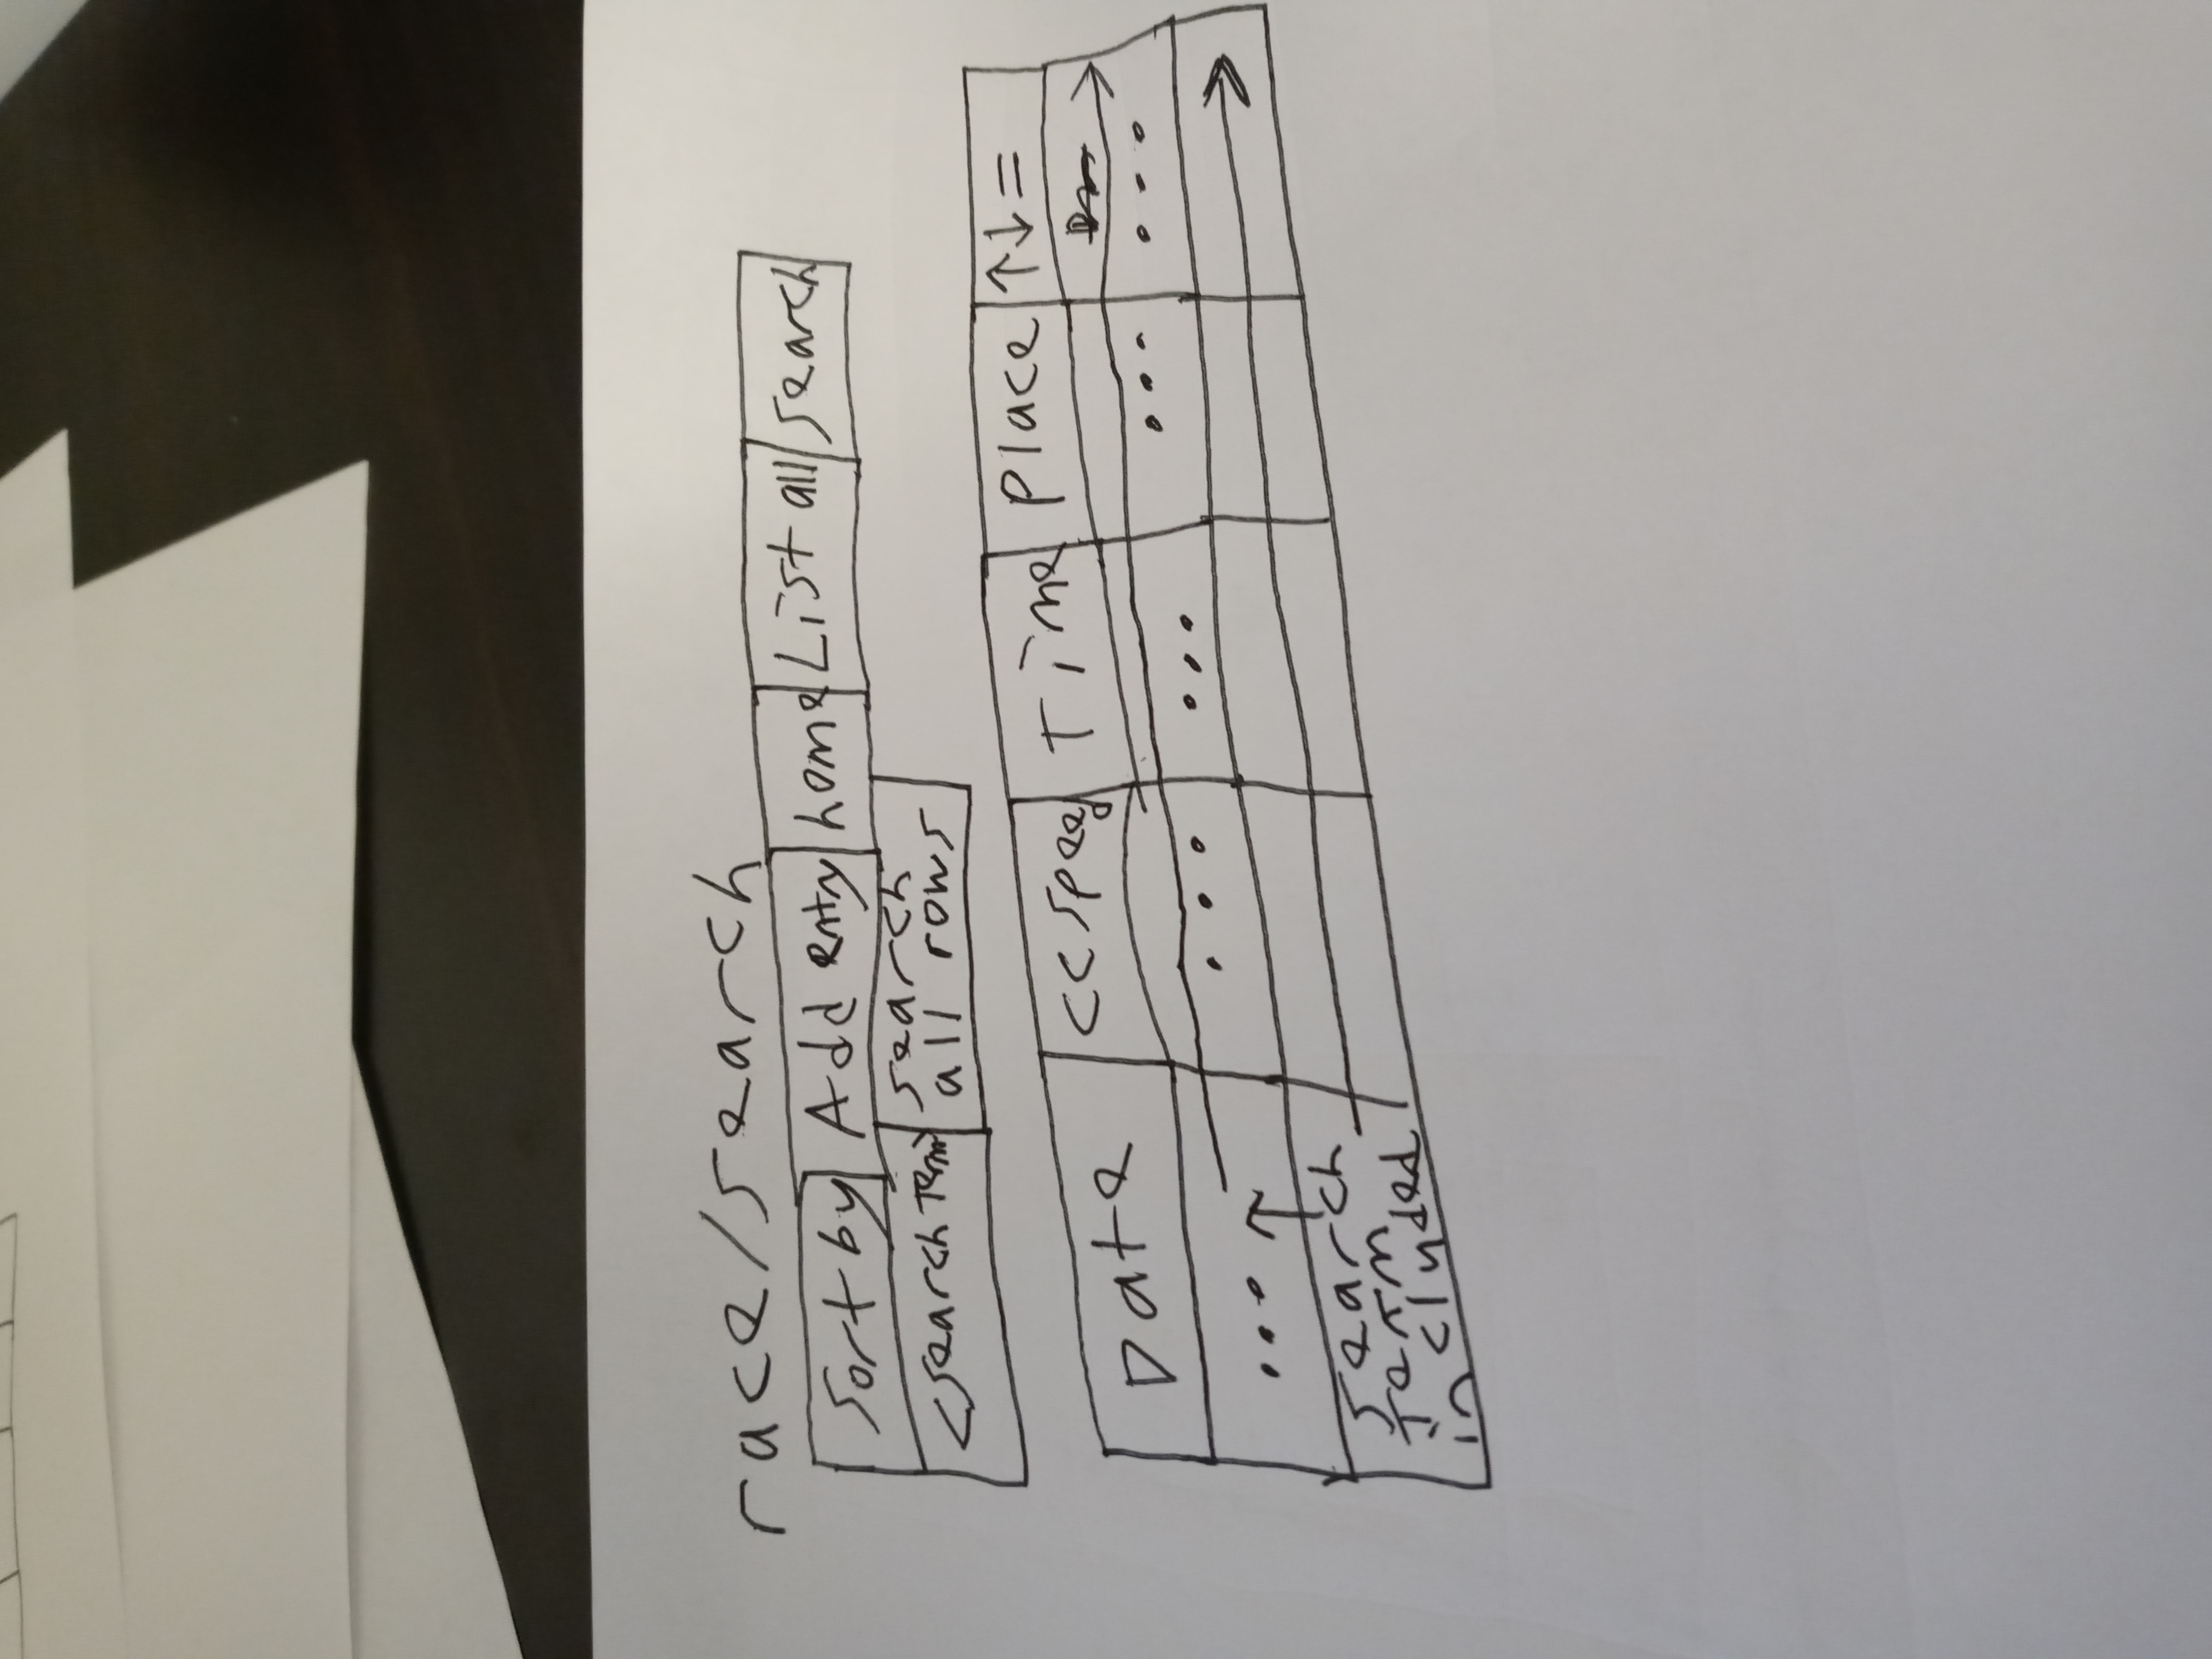 race/search
Sort by Add entry home List all search
<search Term search all rows
Date cc speed Time Place ↑↓=
... ... ... ... ...
↑
search
term
included